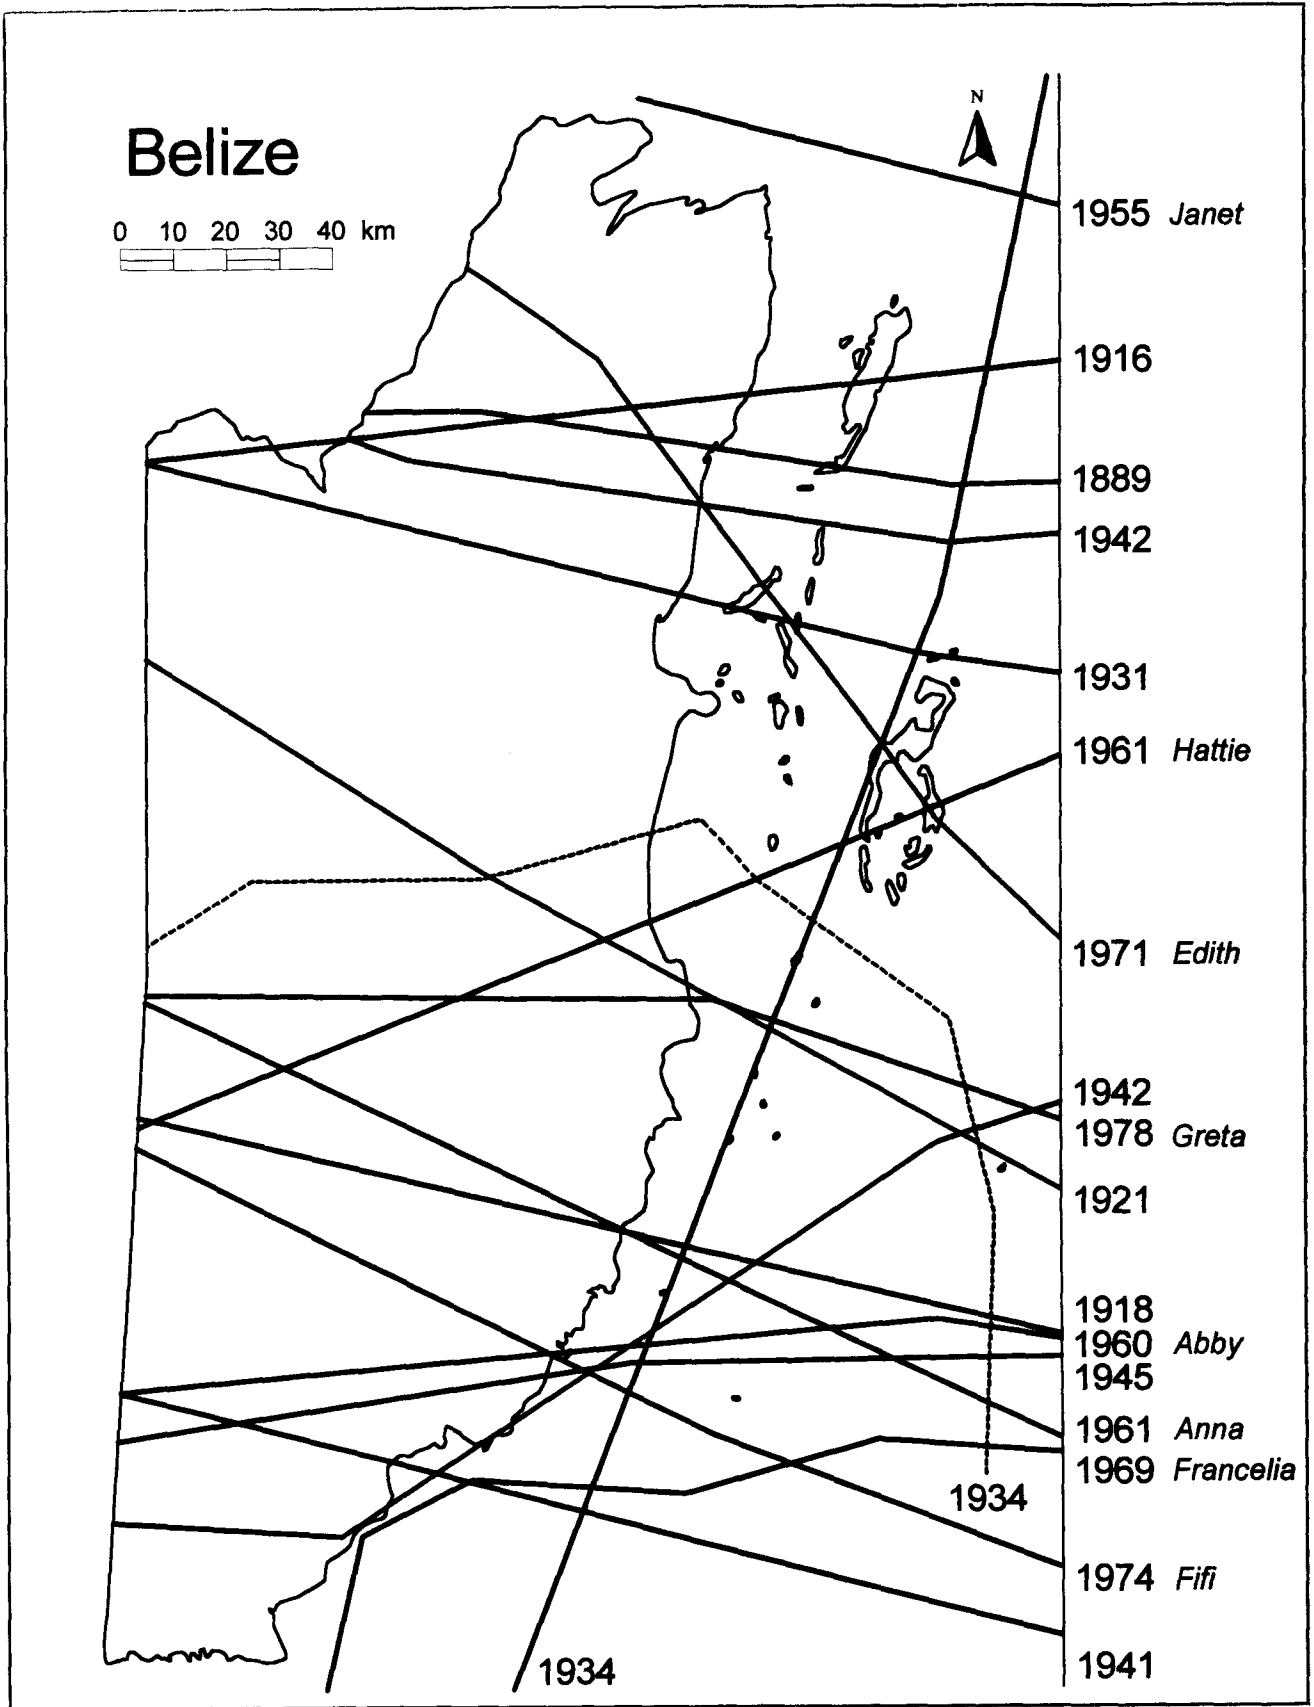 N
Belize
0 10 20 30 40 km
1955 Janet
1916
1889
1942
1931
1961 Hattie
1971 Edith
1942
1978 Greta
1921
1918
1960 Abby
1945
1961 Anna
1969 Francelia
1934
1974 Fifi
1941
1934